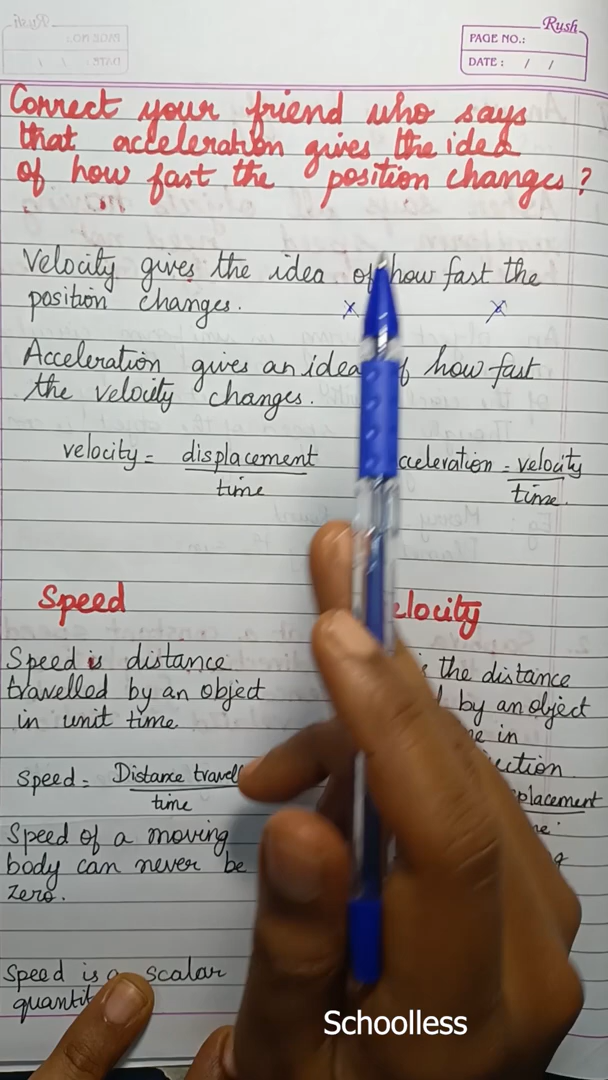 Rush
PAGE NO.:
DATE: / /
Correct your friend who says
that acceleration gives the idea
of how fast the position changes?
Velocity gives the idea of how fast the
position changes.
Acceleration gives an idea of how fast
the velocity changes.
velocity = displacement
time
cceleration = velocity
time.
Speed
elocity
Speed is distance
travelled by an object
in unit time
the distance
by an object
in
Speed = Distance travell
time
placement
Speed of a moving
body can never be
zero.
Speed is a scalar
quantit
Schoolless